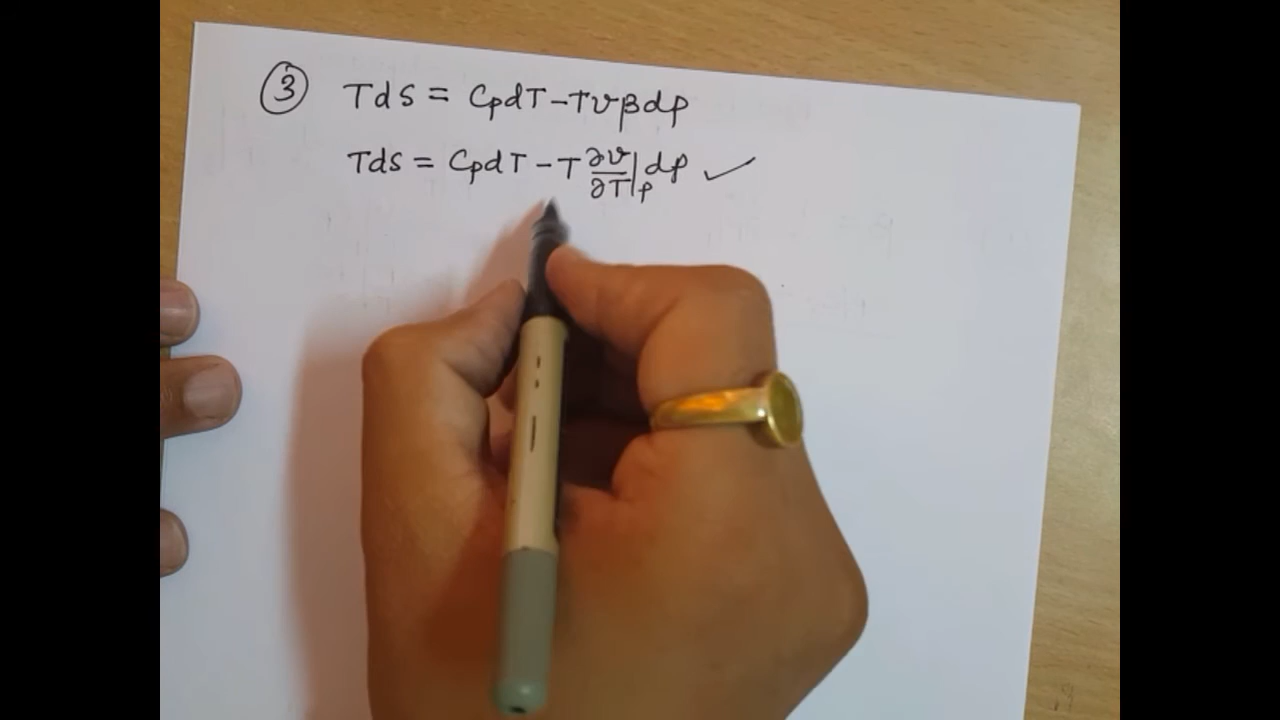 ③ Tds = CpdT - Tvβdp
Tds = CpdT - T ∂v/∂T|p dp ✓